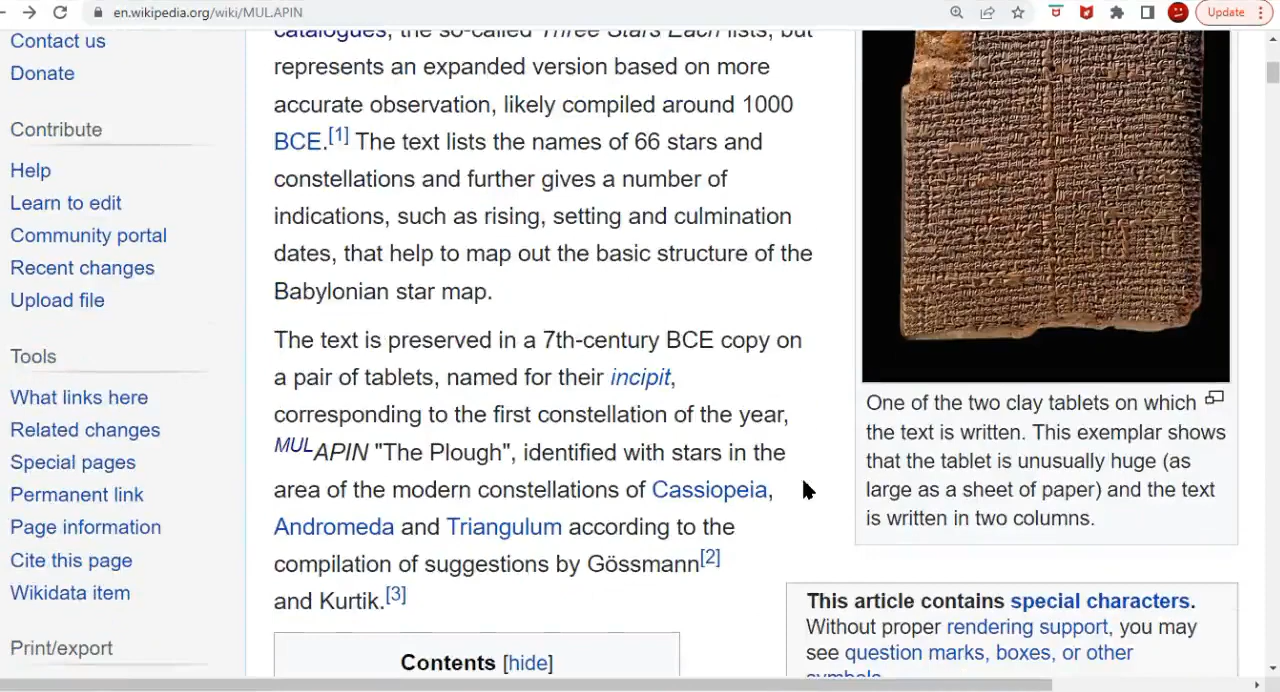 en.wikipedia.org/wiki/MULAPIN
Update
Contact us
Donate
Contribute
Help
Learn to edit
Community portal
Recent changes
Upload file
Tools
What links here
Related changes
Special pages
Permanent link
Page information
Cite this page
Wikidata item
Print/export
catalogues, the so-called Three Stars Each lists, but
represents an expanded version based on more
accurate observation, likely compiled around 1000
BCE.[1] The text lists the names of 66 stars and
constellations and further gives a number of
indications, such as rising, setting and culmination
dates, that help to map out the basic structure of the
Babylonian star map.
The text is preserved in a 7th-century BCE copy on
a pair of tablets, named for their incipit,
corresponding to the first constellation of the year,
MULAPIN "The Plough", identified with stars in the
area of the modern constellations of Cassiopeia,
Andromeda and Triangulum according to the
compilation of suggestions by Gössmann[2]
and Kurtik.[3]
Contents [hide]
One of the two clay tablets on which
the text is written. This exemplar shows
that the tablet is unusually huge (as
large as a sheet of paper) and the text
is written in two columns.
This article contains special characters.
Without proper rendering support, you may
see question marks, boxes, or other
symbols